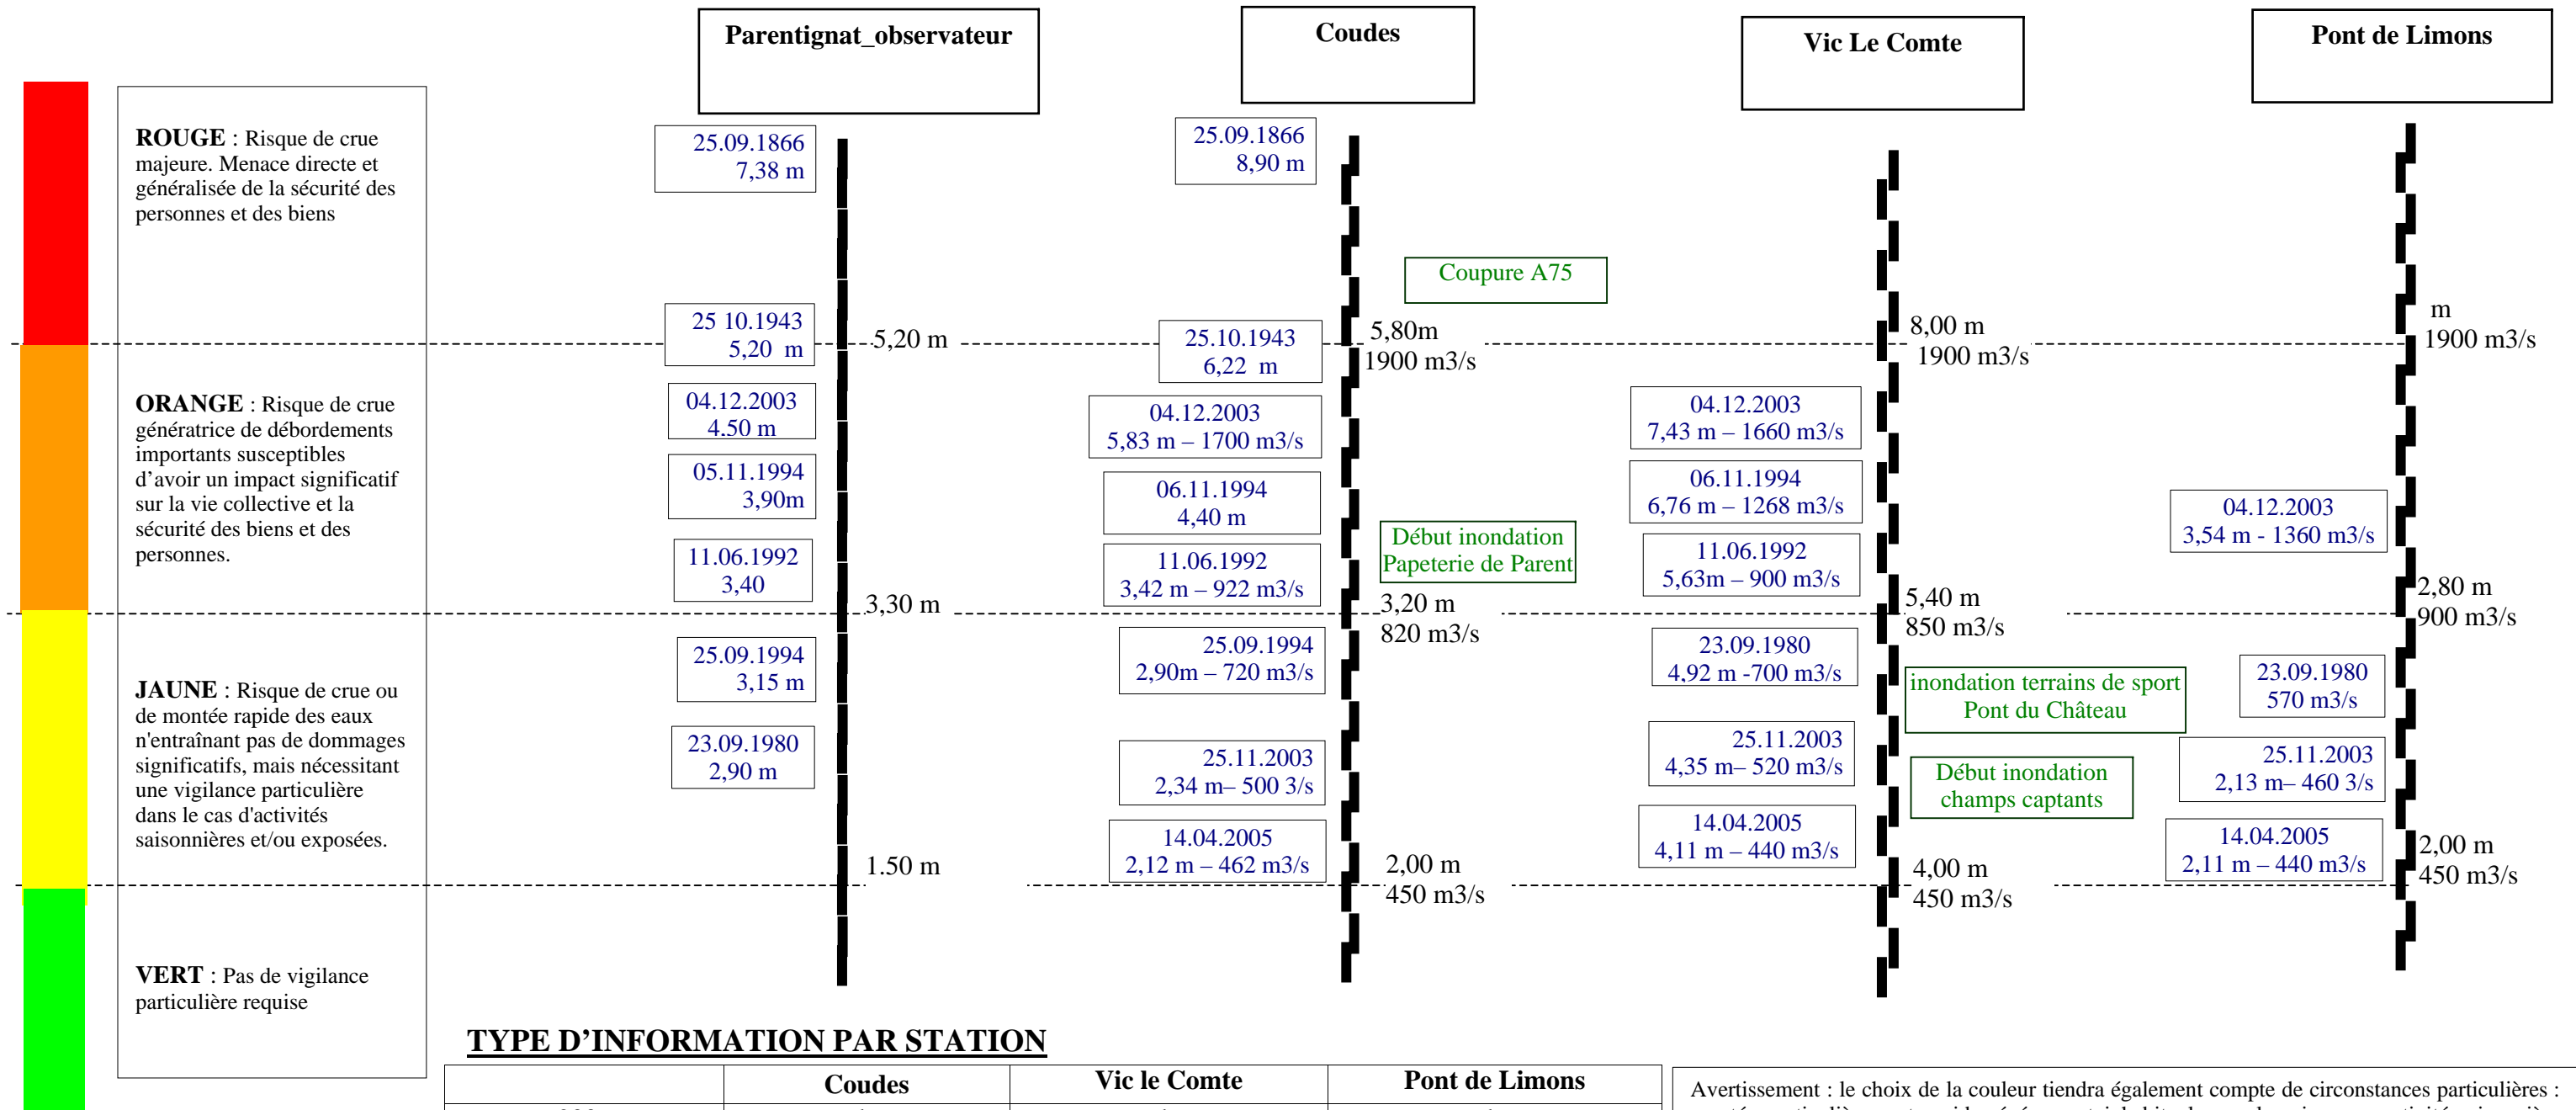 Parentignat_observateur
Coudes
Vic Le Comte
Pont de Limons
ROUGE : Risque de crue
majeure. Menace directe et
généralisée de la sécurité des
personnes et des biens
ORANGE : Risque de crue
génératrice de débordements
importants susceptibles
d’avoir un impact significatif
sur la vie collective et la
sécurité des biens et des
personnes.
JAUNE : Risque de crue ou
de montée rapide des eaux
n'entraînant pas de dommages
significatifs, mais nécessitant
une vigilance particulière
dans le cas d'activités
saisonnières et/ou exposées.
VERT : Pas de vigilance
particulière requise
25.09.1866
7,38 m
25 10.1943
5,20 m
5,20 m
04.12.2003
4,50 m
05.11.1994
3,90m
11.06.1992
3,40
3,30 m
25.09.1994
3,15 m
23.09.1980
2,90 m
1.50 m
25.09.1866
8,90 m
Coupure A75
25.10.1943
6,22 m
5,80m
1900 m3/s
04.12.2003
5,83 m – 1700 m3/s
06.11.1994
4,40 m
Début inondation
Papeterie de Parent
11.06.1992
3,42 m – 922 m3/s
3,20 m
820 m3/s
25.09.1994
2,90m – 720 m3/s
25.11.2003
2,34 m– 500 3/s
14.04.2005
2,12 m – 462 m3/s
2,00 m
450 m3/s
8,00 m
1900 m3/s
04.12.2003
7,43 m – 1660 m3/s
06.11.1994
6,76 m – 1268 m3/s
11.06.1992
5,63m – 900 m3/s
5,40 m
850 m3/s
23.09.1980
4,92 m -700 m3/s
inondation terrains de sport
Pont du Château
25.11.2003
4,35 m– 520 m3/s
Début inondation
champs captants
14.04.2005
4,11 m – 440 m3/s
4,00 m
450 m3/s
m
1900 m3/s
04.12.2003
3,54 m - 1360 m3/s
2,80 m
900 m3/s
23.09.1980
570 m3/s
25.11.2003
2,13 m– 460 3/s
14.04.2005
2,11 m – 440 m3/s
2,00 m
450 m3/s
TYPE D’INFORMATION PAR STATION
Coudes
Vic le Comte
Pont de Limons
Avertissement : le choix de la couleur tiendra également compte de circonstances particulières :